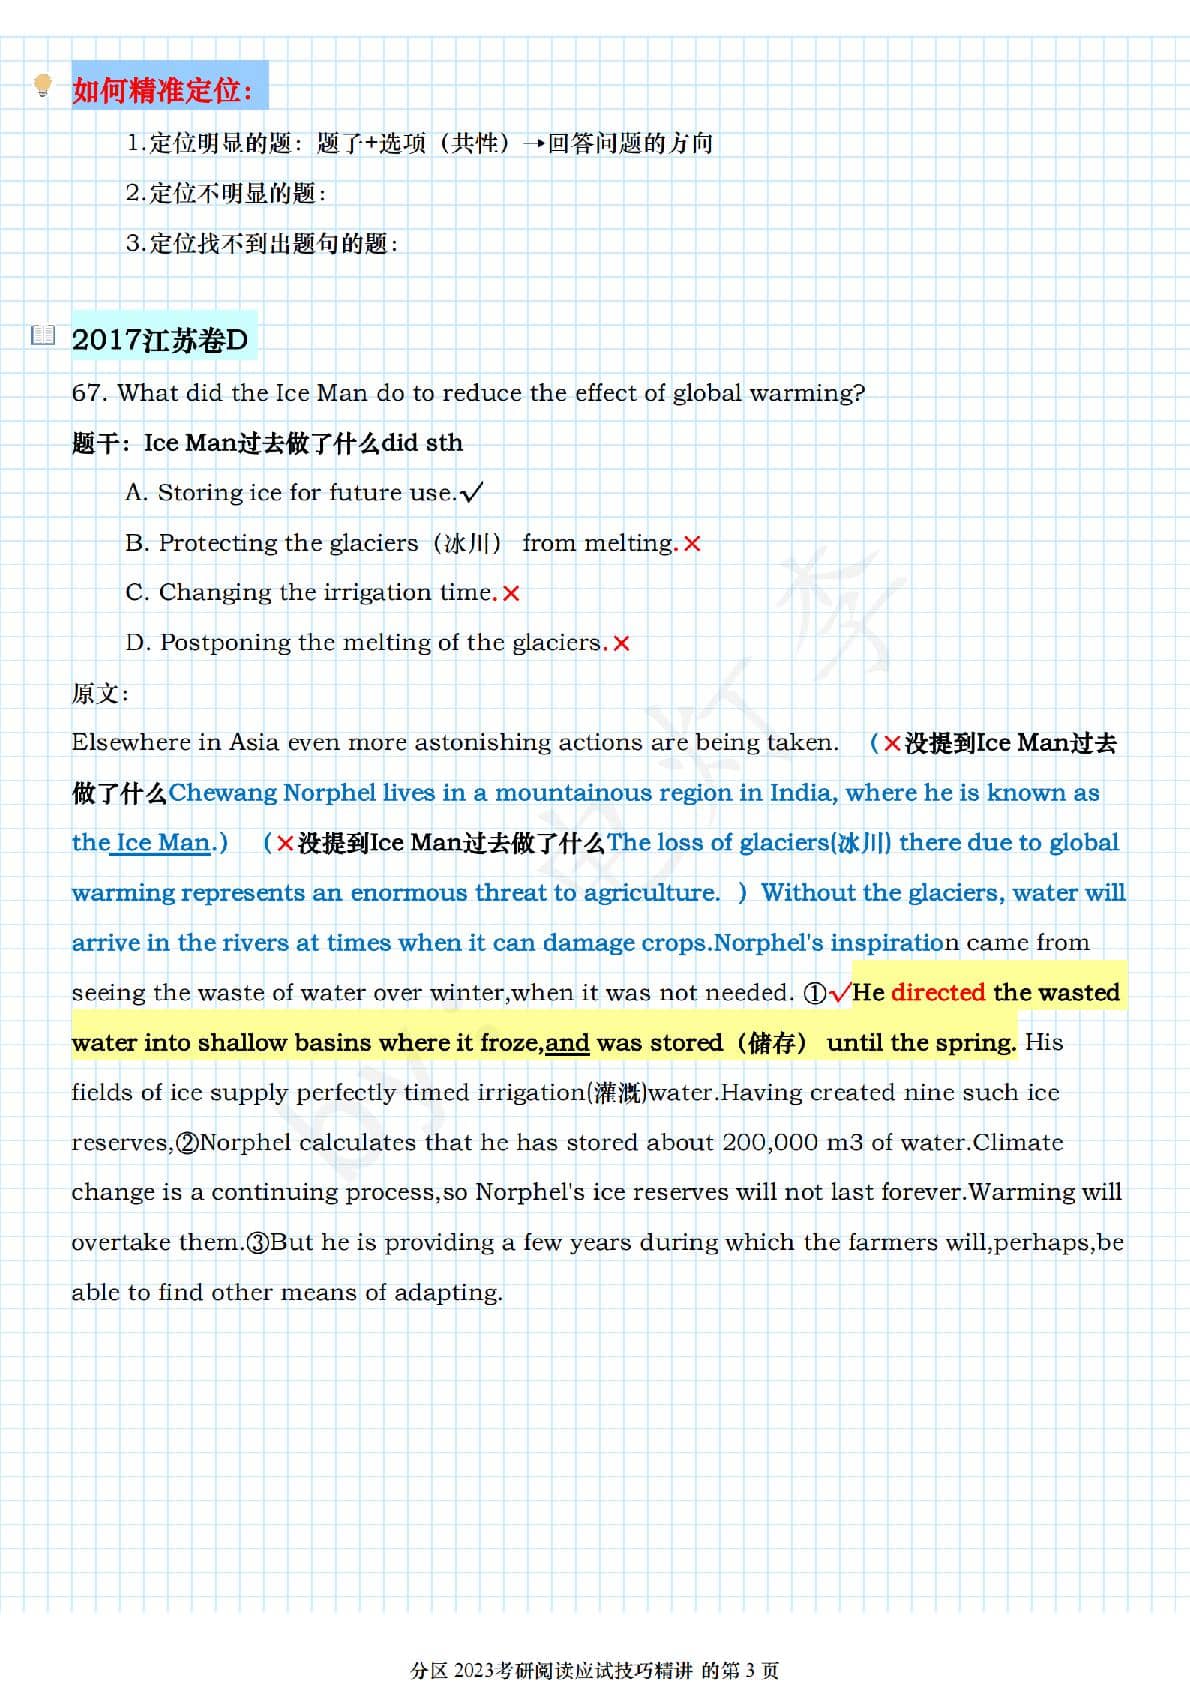 如何精准定位：
1.定位明显的题：题了+选项（共性）→回答问题的方向
2.定位不明显的题：
3.定位找不到出题句的题：
2017江苏卷D
67. What did the Ice Man do to reduce the effect of global warming?
题干：Ice Man过去做了什么did sth
A. Storing ice for future use.✓
B. Protecting the glaciers（冰川） from melting.×
C. Changing the irrigation time.×
D. Postponing the melting of the glaciers.×
原文：
Elsewhere in Asia even more astonishing actions are being taken. （×没提到Ice Man过去
做了什么Chewang Norphel lives in a mountainous region in India, where he is known as
the Ice Man.） （×没提到Ice Man过去做了什么The loss of glaciers(冰川) there due to global
warming represents an enormous threat to agriculture. ）Without the glaciers, water will
arrive in the rivers at times when it can damage crops.Norphel's inspiration came from
seeing the waste of water over winter,when it was not needed. ①✓He directed the wasted
water into shallow basins where it froze,and was stored（储存） until the spring. His
fields of ice supply perfectly timed irrigation(灌溉)water.Having created nine such ice
reserves,②Norphel calculates that he has stored about 200,000 m3 of water.Climate
change is a continuing process,so Norphel's ice reserves will not last forever.Warming will
overtake them.③But he is providing a few years during which the farmers will,perhaps,be
able to find other means of adapting.
by：电灯李
分区 2023考研阅读应试技巧精讲 的第 3 页